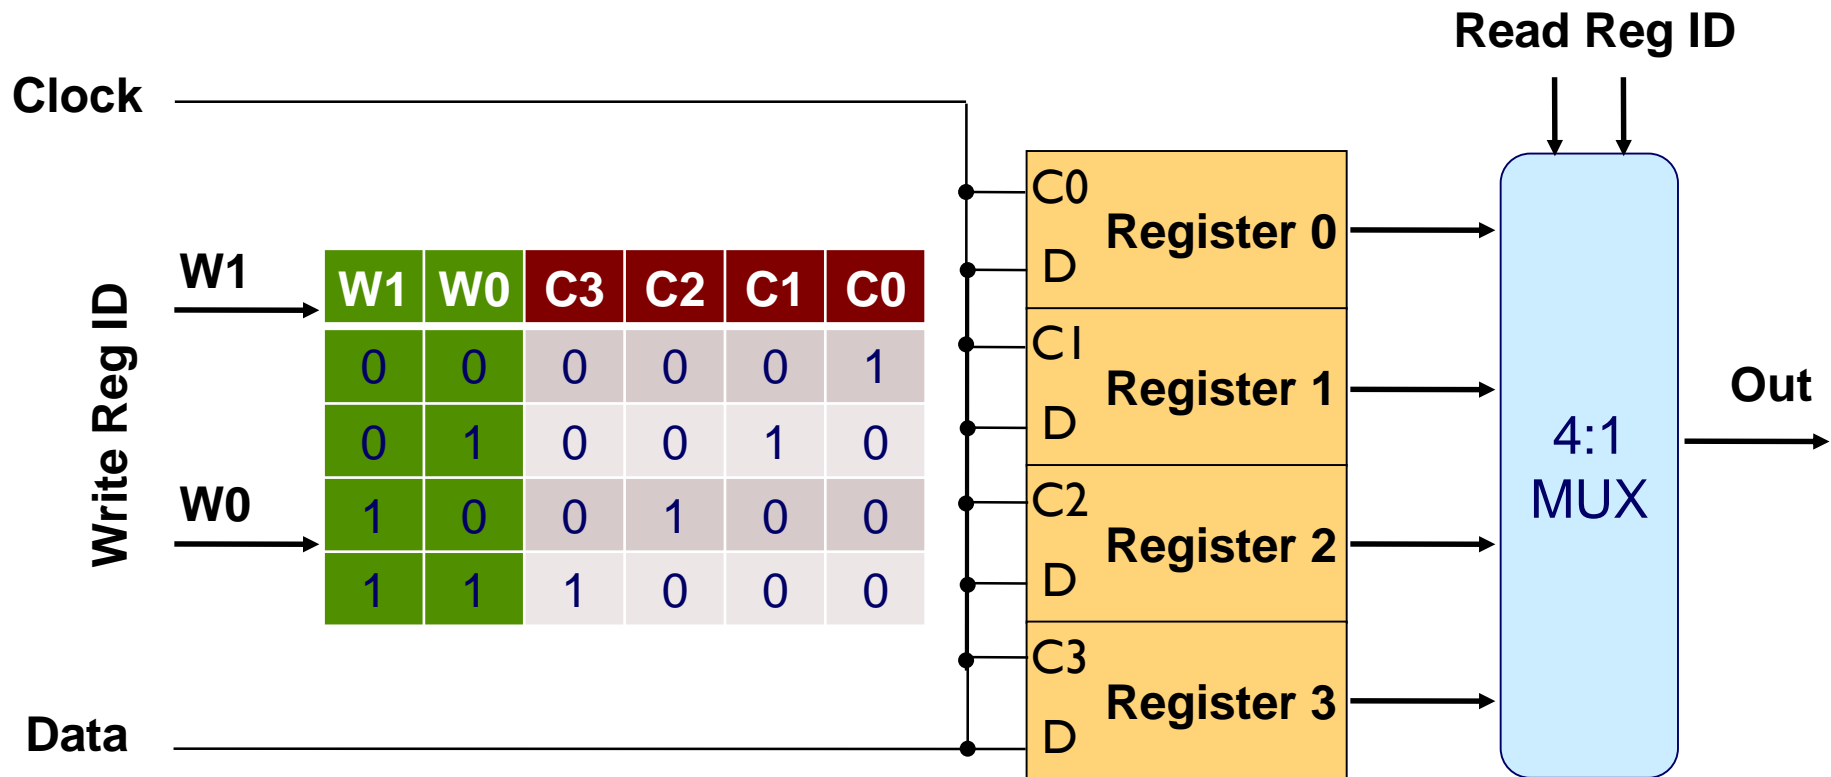 Read Reg ID
Clock
Write Reg ID
W1
W0
W1 W0 C3 C2 C1 C0
0 0 0 0 0 1
0 1 0 0 1 0
1 0 0 1 0 0
1 1 1 0 0 0
Data
C0
Register 0
D
C1
Register 1
D
C2
Register 2
D
C3
Register 3
D
4:1
MUX
Out